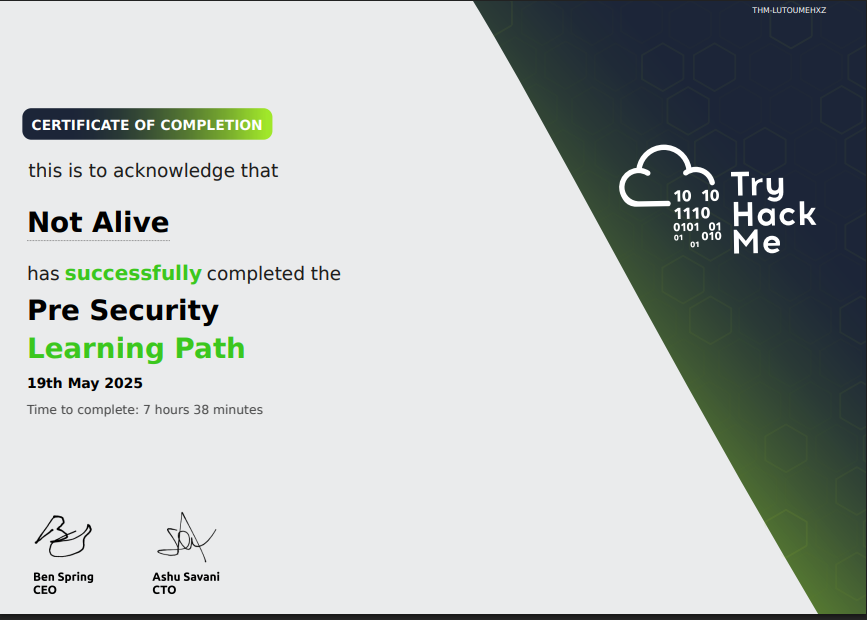 THM-LUTOUMEHXZ
CERTIFICATE OF COMPLETION
this is to acknowledge that
Not Alive
has successfully completed the
Pre Security
Learning Path
19th May 2025
Time to complete: 7 hours 38 minutes
10 10
1110
0101 01
01 010
01
Try
Hack
Me
Ben Spring
CEO
Ashu Savani
CTO